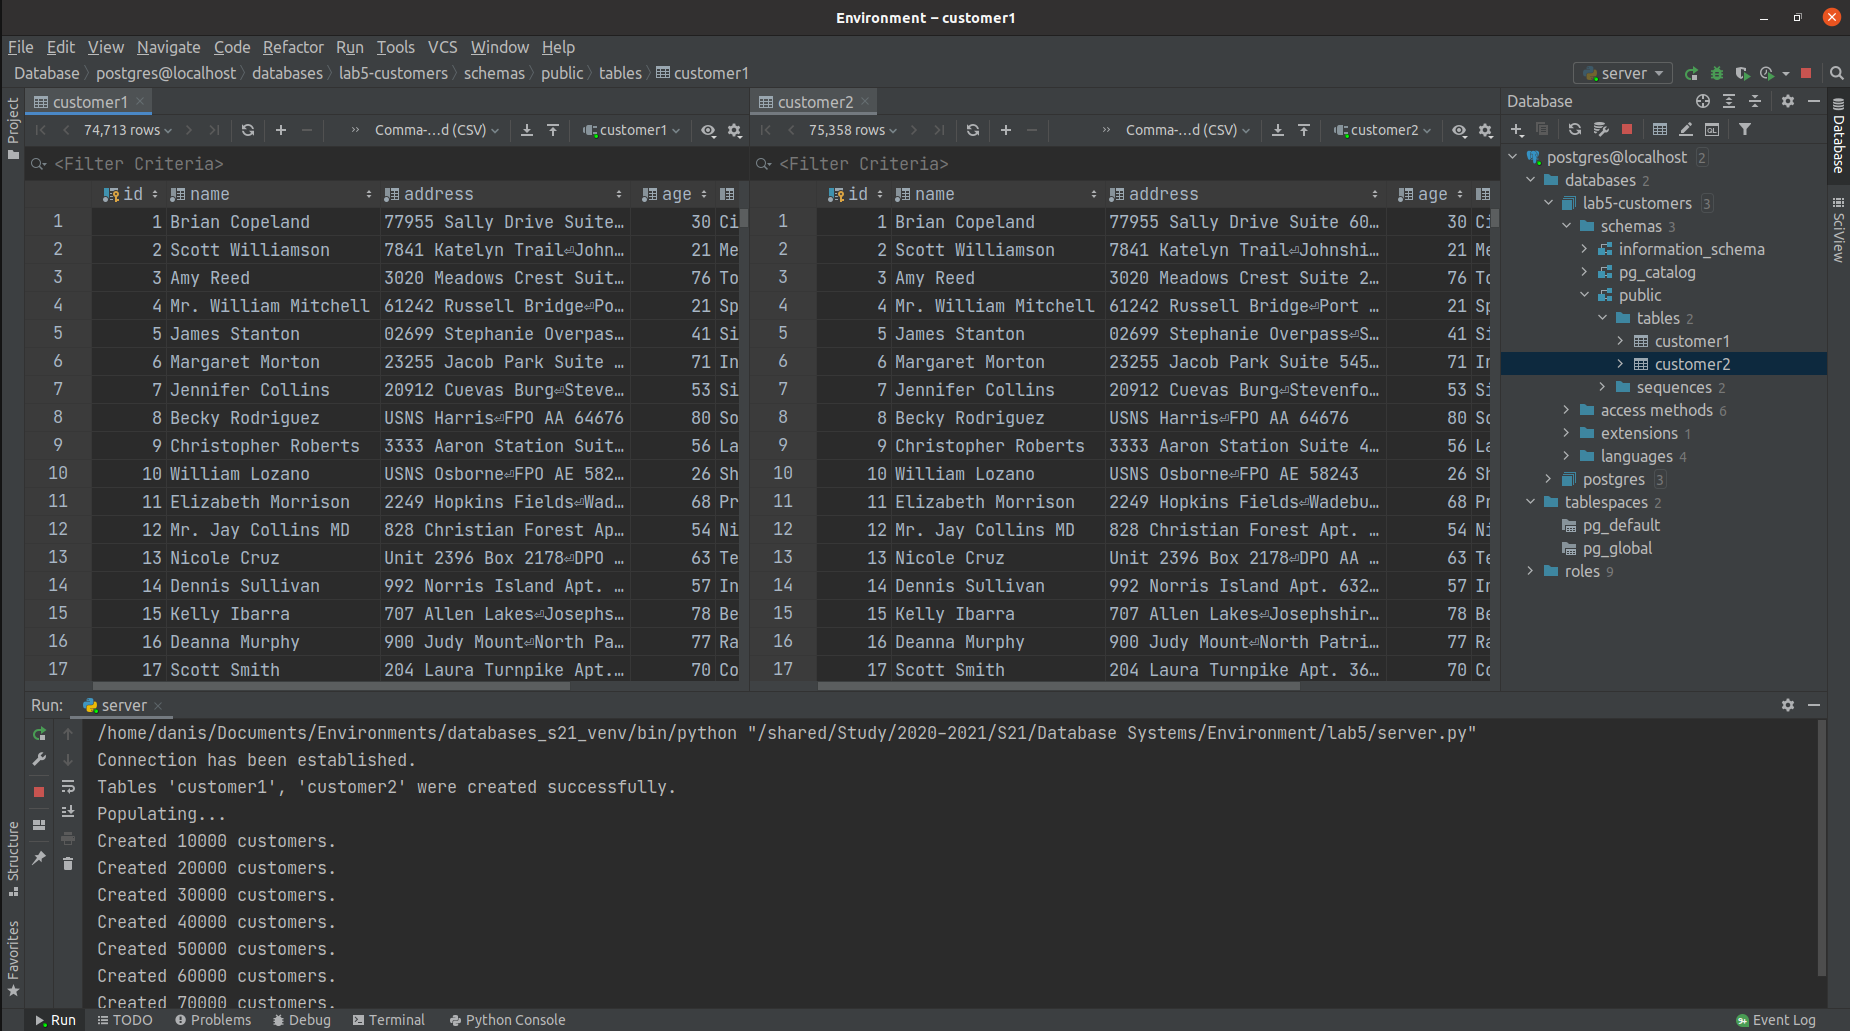 Environment – customer1
File Edit View Navigate Code Refactor Run Tools VCS Window Help
Database postgres@localhost databases lab5-customers schemas public tables customer1
server
Project
customer1
74,713 rows
Comma-...d (CSV)
customer1
<Filter Criteria>
id name address age
1 1 Brian Copeland 77955 Sally Drive Suite… 30 Ci
2 2 Scott Williamson 7841 Katelyn Trail⏎John… 21 Me
3 3 Amy Reed 3020 Meadows Crest Suit… 76 To
4 4 Mr. William Mitchell 61242 Russell Bridge⏎Po… 21 Sp
5 5 James Stanton 02699 Stephanie Overpas… 41 Si
6 6 Margaret Morton 23255 Jacob Park Suite … 71 In
7 7 Jennifer Collins 20912 Cuevas Burg⏎Steve… 53 Si
8 8 Becky Rodriguez USNS Harris⏎FPO AA 64676 80 So
9 9 Christopher Roberts 3333 Aaron Station Suit… 56 La
10 10 William Lozano USNS Osborne⏎FPO AE 582… 26 Sh
11 11 Elizabeth Morrison 2249 Hopkins Fields⏎Wad… 68 Pr
12 12 Mr. Jay Collins MD 828 Christian Forest Ap… 54 Ni
13 13 Nicole Cruz Unit 2396 Box 2178⏎DPO … 63 Te
14 14 Dennis Sullivan 992 Norris Island Apt. … 57 In
15 15 Kelly Ibarra 707 Allen Lakes⏎Josephs… 78 Be
16 16 Deanna Murphy 900 Judy Mount⏎North Pa… 77 Ra
17 17 Scott Smith 204 Laura Turnpike Apt.… 70 Co
customer2
75,358 rows
Comma-...d (CSV)
customer2
<Filter Criteria>
id name address age
1 1 Brian Copeland 77955 Sally Drive Suite 60… 30 Ci
2 2 Scott Williamson 7841 Katelyn Trail⏎Johnshi… 21 Me
3 3 Amy Reed 3020 Meadows Crest Suite 2… 76 To
4 4 Mr. William Mitchell 61242 Russell Bridge⏎Port … 21 Sp
5 5 James Stanton 02699 Stephanie Overpass⏎S… 41 Si
6 6 Margaret Morton 23255 Jacob Park Suite 545… 71 In
7 7 Jennifer Collins 20912 Cuevas Burg⏎Stevenfo… 53 Si
8 8 Becky Rodriguez USNS Harris⏎FPO AA 64676 80 So
9 9 Christopher Roberts 3333 Aaron Station Suite 4… 56 La
10 10 William Lozano USNS Osborne⏎FPO AE 58243 26 Sh
11 11 Elizabeth Morrison 2249 Hopkins Fields⏎Wadebu… 68 Pr
12 12 Mr. Jay Collins MD 828 Christian Forest Apt. … 54 Ni
13 13 Nicole Cruz Unit 2396 Box 2178⏎DPO AA … 63 Te
14 14 Dennis Sullivan 992 Norris Island Apt. 632… 57 In
15 15 Kelly Ibarra 707 Allen Lakes⏎Josephshir… 78 Be
16 16 Deanna Murphy 900 Judy Mount⏎North Patri… 77 Ra
17 17 Scott Smith 204 Laura Turnpike Apt. 36… 70 Co
Database
postgres@localhost 2
databases 2
lab5-customers 3
schemas 3
information_schema
pg_catalog
public
tables 2
customer1
customer2
sequences 2
access methods 6
extensions 1
languages 4
postgres 3
tablespaces 2
pg_default
pg_global
roles 9
Database
SciView
Run: server
/home/danis/Documents/Environments/databases_s21_venv/bin/python "/shared/Study/2020-2021/S21/Database Systems/Environment/lab5/server.py"
Connection has been established.
Tables 'customer1', 'customer2' were created successfully.
Populating...
Created 10000 customers.
Created 20000 customers.
Created 30000 customers.
Created 40000 customers.
Created 50000 customers.
Created 60000 customers.
Created 70000 customers.
Structure
Favorites
Run TODO Problems Debug Terminal Python Console
9+ Event Log